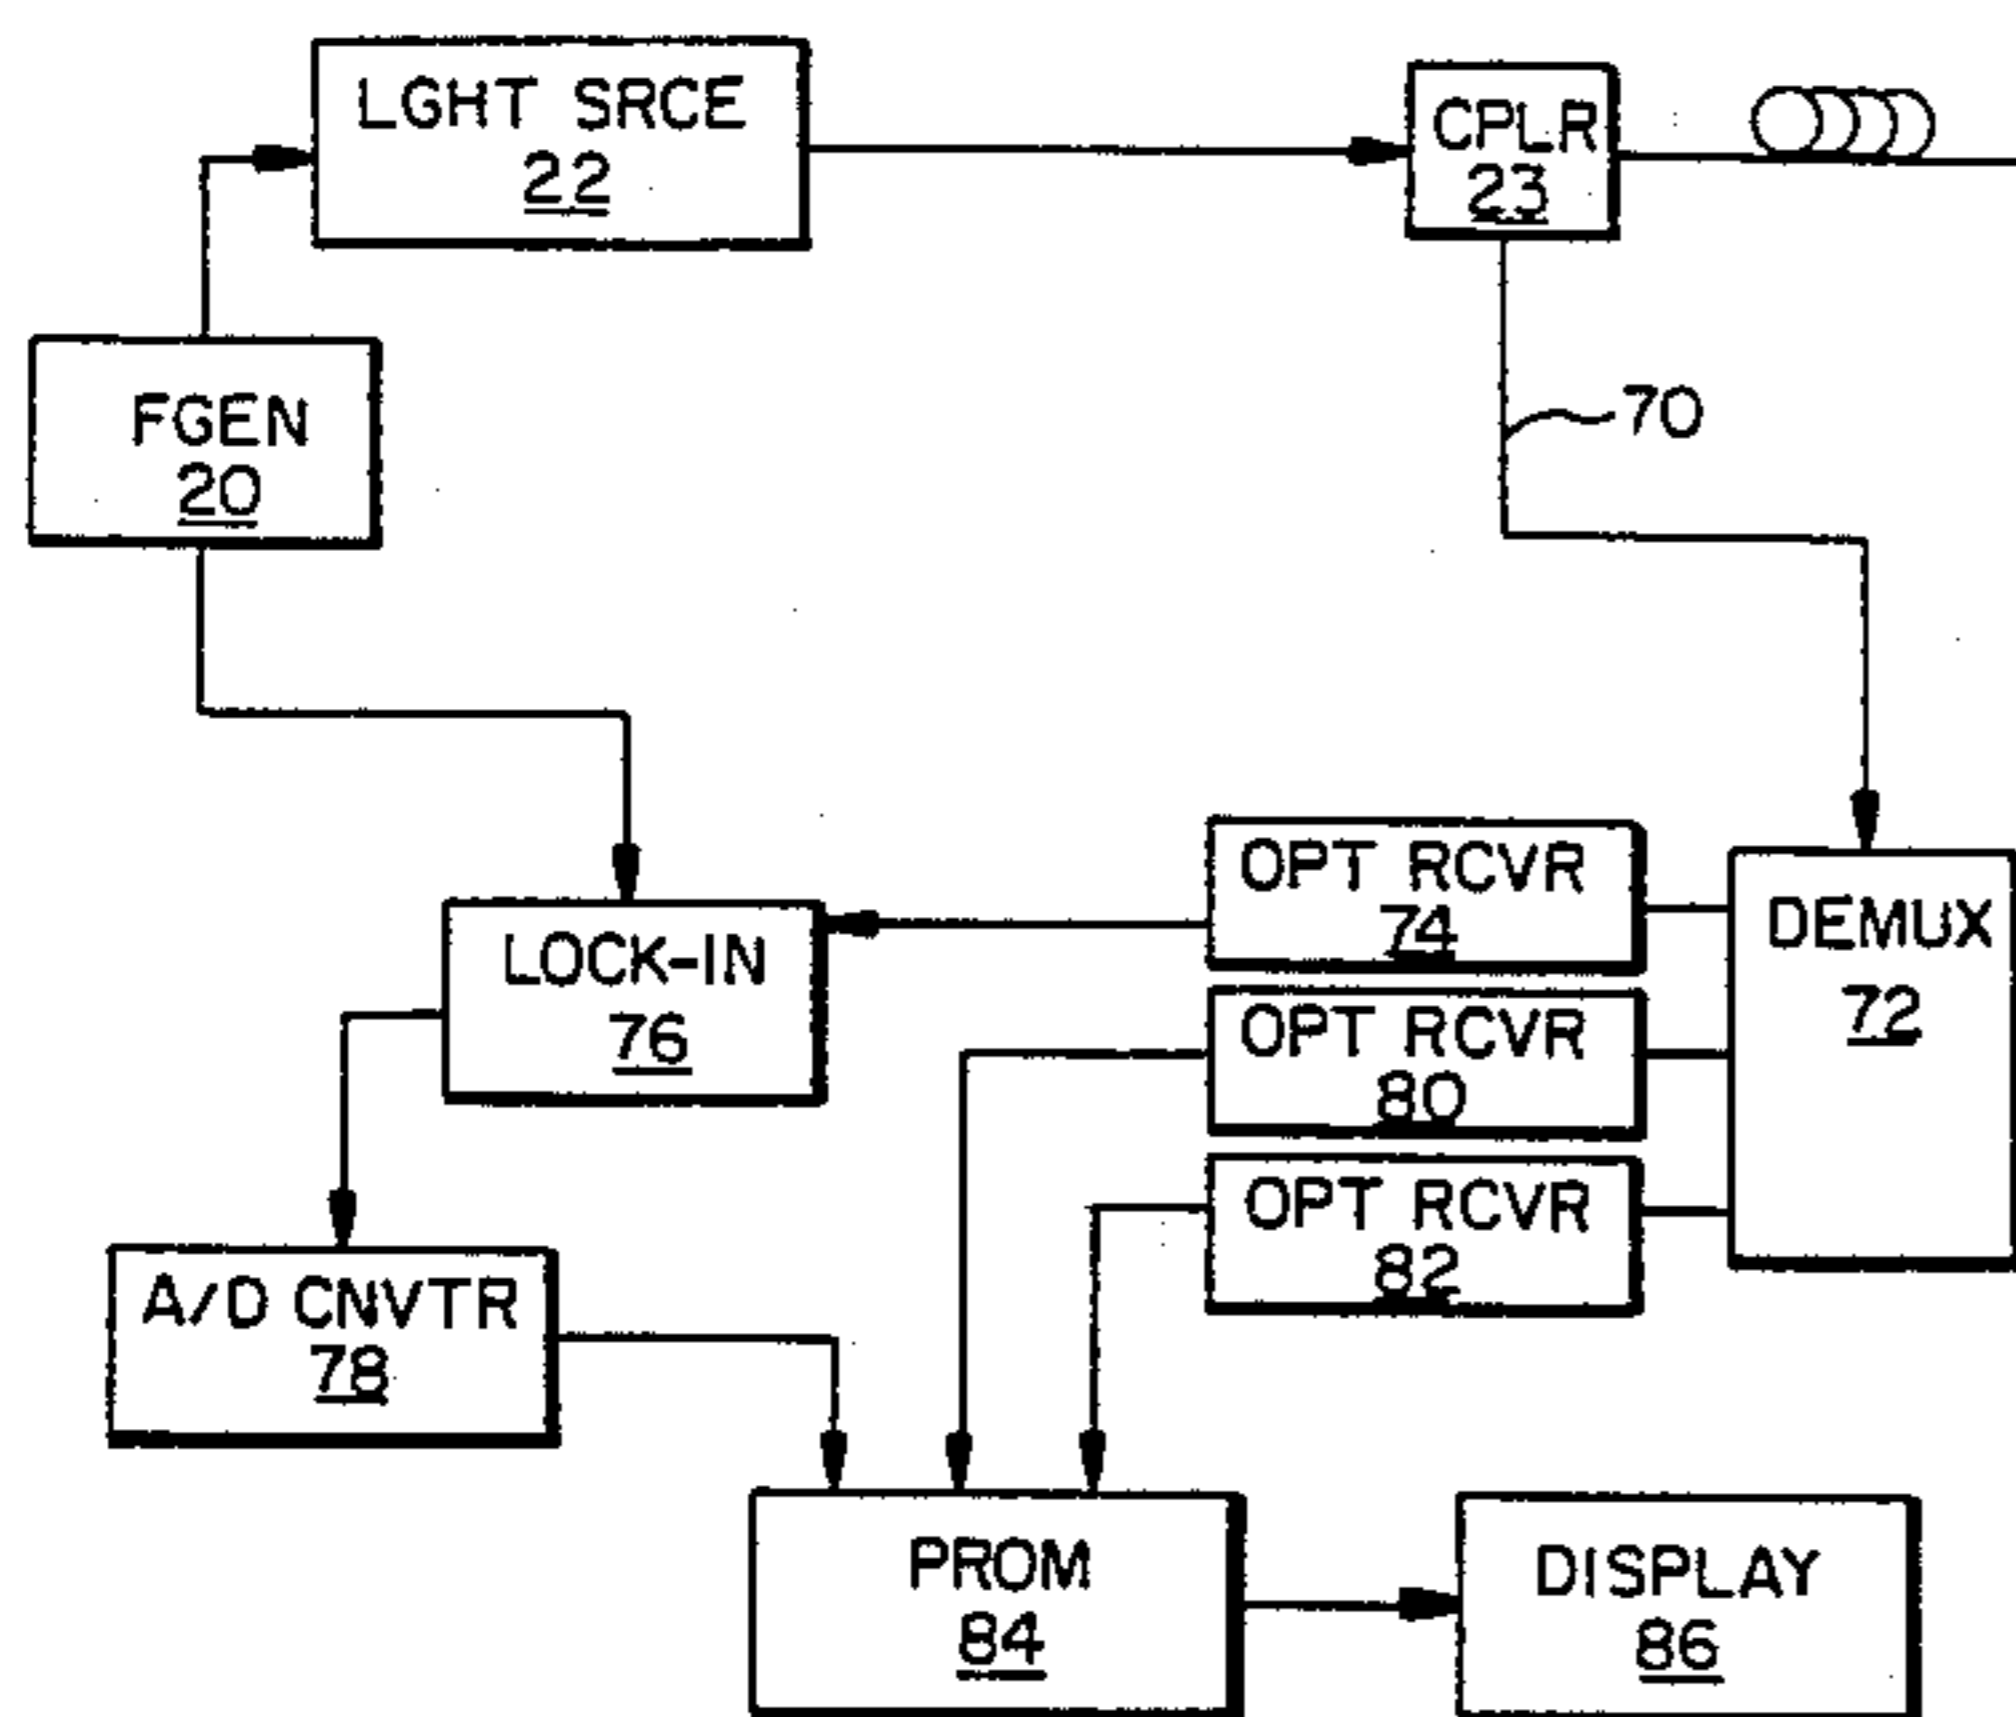 LGHT SRCE
22
CPLR
23
FGEN
20
70
OPT RCVR
74
DEMUX
72
LOCK-IN
76
OPT RCVR
80
OPT RCVR
82
A/D CNVTR
78
PROM
84
DISPLAY
86